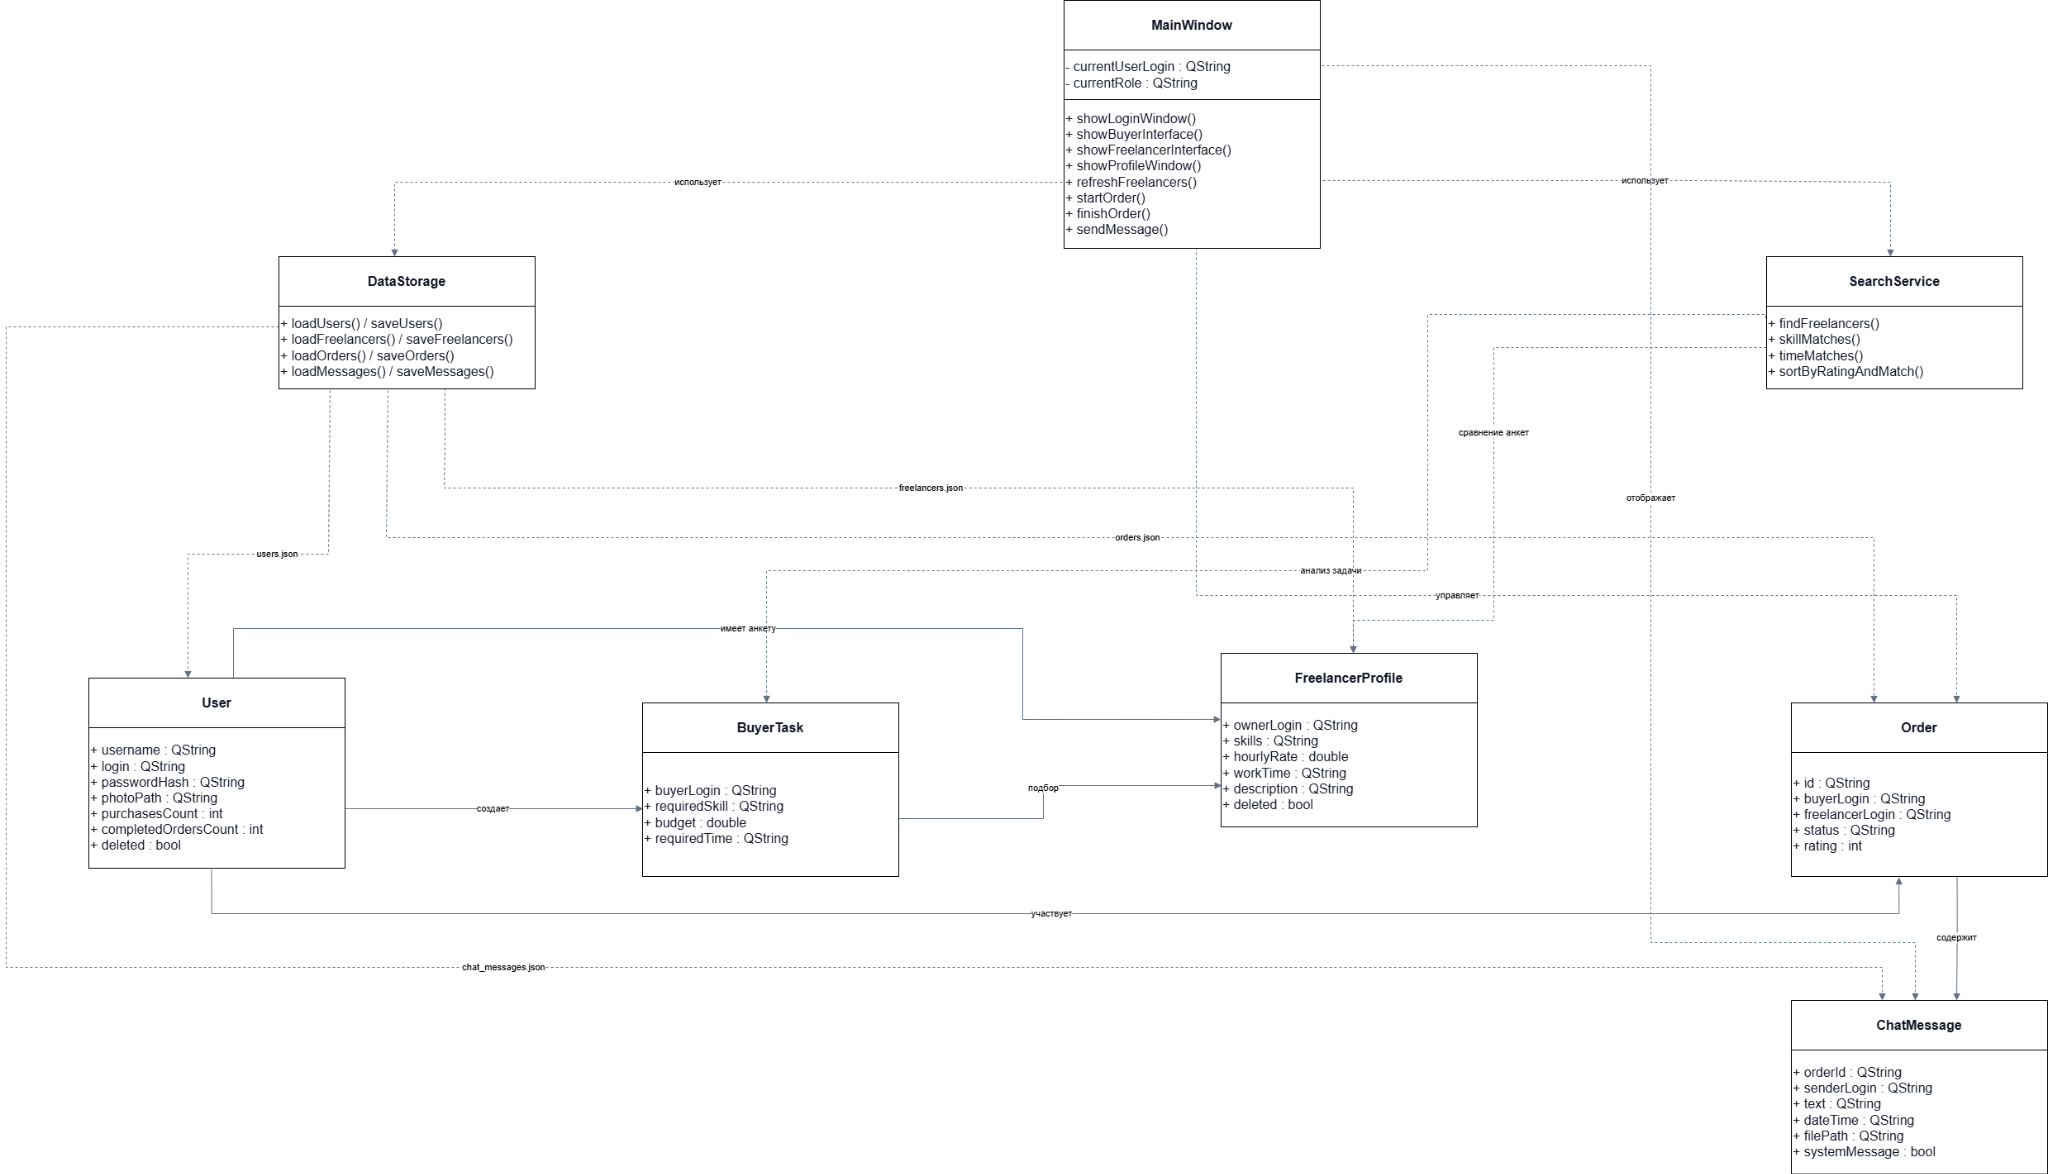 MainWindow
- currentUserLogin : QString
- currentRole : QString
+ showLoginWindow()
+ showBuyerInterface()
+ showFreelancerInterface()
+ showProfileWindow()
+ refreshFreelancers()
+ startOrder()
+ finishOrder()
+ sendMessage()
использует
использует
DataStorage
+ loadUsers() / saveUsers()
+ loadFreelancers() / saveFreelancers()
+ loadOrders() / saveOrders()
+ loadMessages() / saveMessages()
SearchService
+ findFreelancers()
+ skillMatches()
+ timeMatches()
+ sortByRatingAndMatch()
сравнение анкет
freelancers.json
отображает
orders.json
users.json
анализ задачи
управляет
имеет анкету
User
+ username : QString
+ login : QString
+ passwordHash : QString
+ photoPath : QString
+ purchasesCount : int
+ completedOrdersCount : int
+ deleted : bool
создает
BuyerTask
+ buyerLogin : QString
+ requiredSkill : QString
+ budget : double
+ requiredTime : QString
подбор
FreelancerProfile
+ ownerLogin : QString
+ skills : QString
+ hourlyRate : double
+ workTime : QString
+ description : QString
+ deleted : bool
Order
+ id : QString
+ buyerLogin : QString
+ freelancerLogin : QString
+ status : QString
+ rating : int
участвует
содержит
chat_messages.json
ChatMessage
+ orderId : QString
+ senderLogin : QString
+ text : QString
+ dateTime : QString
+ filePath : QString
+ systemMessage : bool